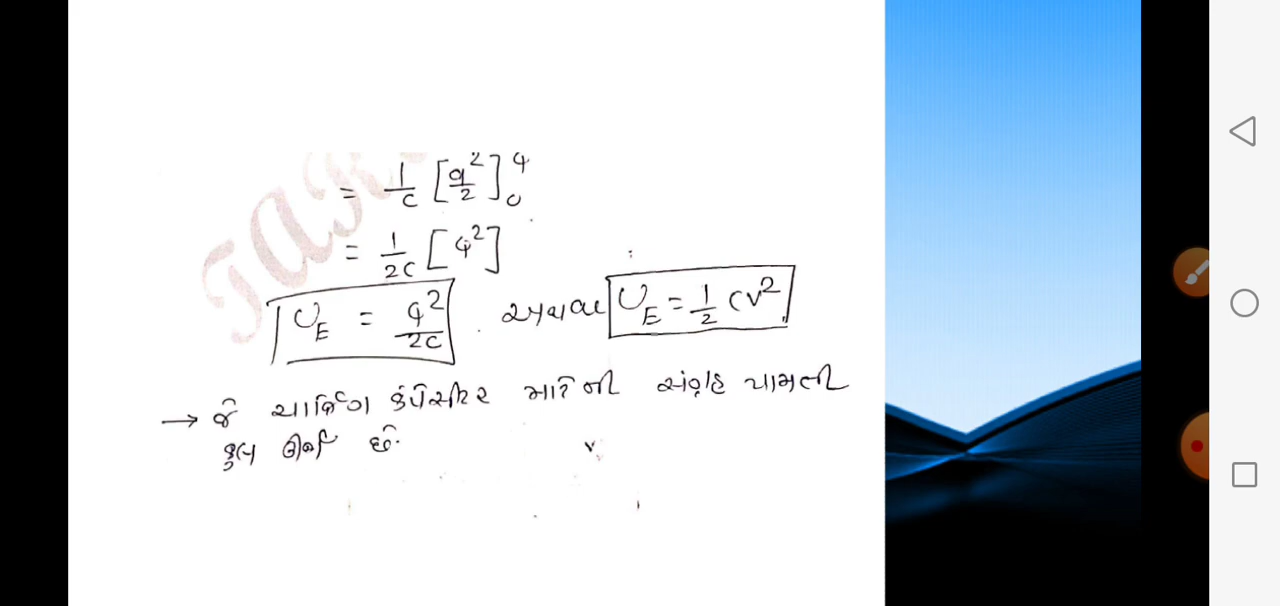 = 1/C [q²/2]₀^q
= 1/2C [q²]
U_E = q²/2C . અથવા U_E = 1/2 CV²
→ જે ચાર્જિંગ કેપેસીટર માટેની સંગ્રહ પામતી
કુલ ઊર્જા છે.